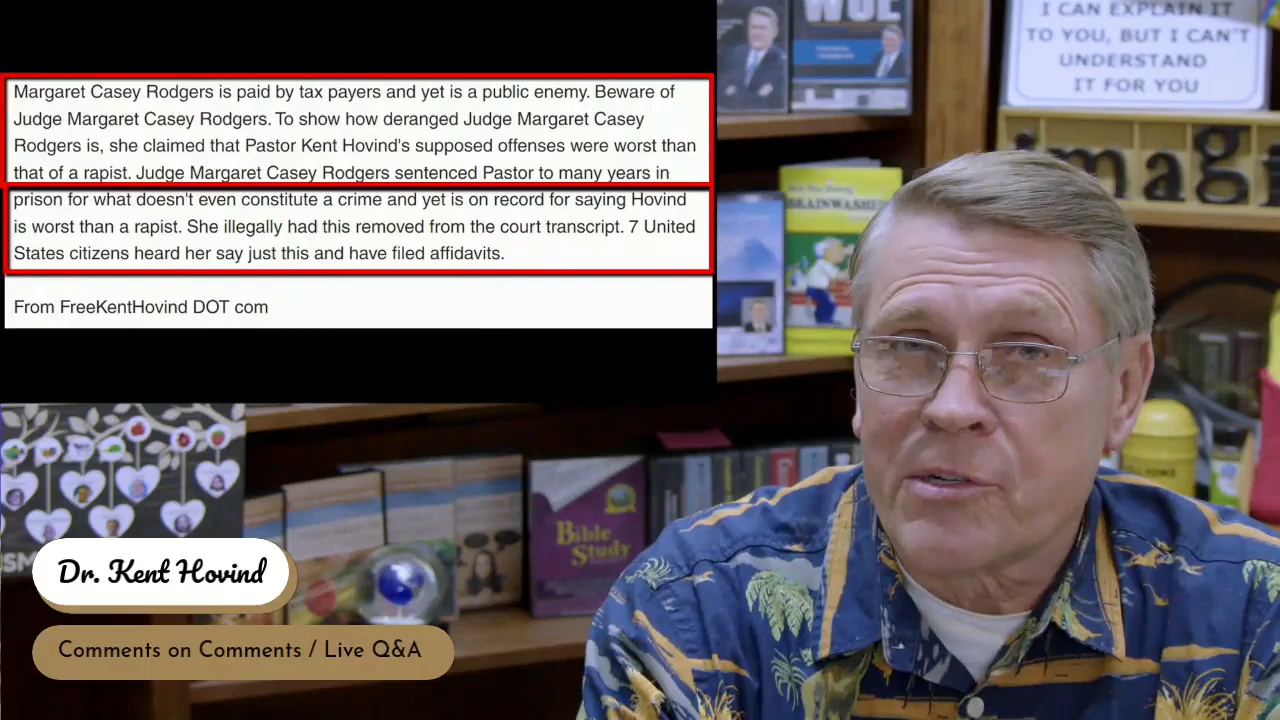 Margaret Casey Rodgers is paid by tax payers and yet is a public enemy. Beware of
Judge Margaret Casey Rodgers. To show how deranged Judge Margaret Casey
Rodgers is, she claimed that Pastor Kent Hovind's supposed offenses were worst than
that of a rapist. Judge Margaret Casey Rodgers sentenced Pastor to many years in
prison for what doesn't even constitute a crime and yet is on record for saying Hovind
is worst than a rapist. She illegally had this removed from the court transcript. 7 United
States citizens heard her say just this and have filed affidavits.
From FreeKentHovind DOT com
I CAN EXPLAIN IT
TO YOU, BUT I CAN'T
UNDERSTAND
IT FOR YOU
imagi
BRAINWASHED
Bible
Study
Dr. Kent Hovind
Comments on Comments / Live Q&A